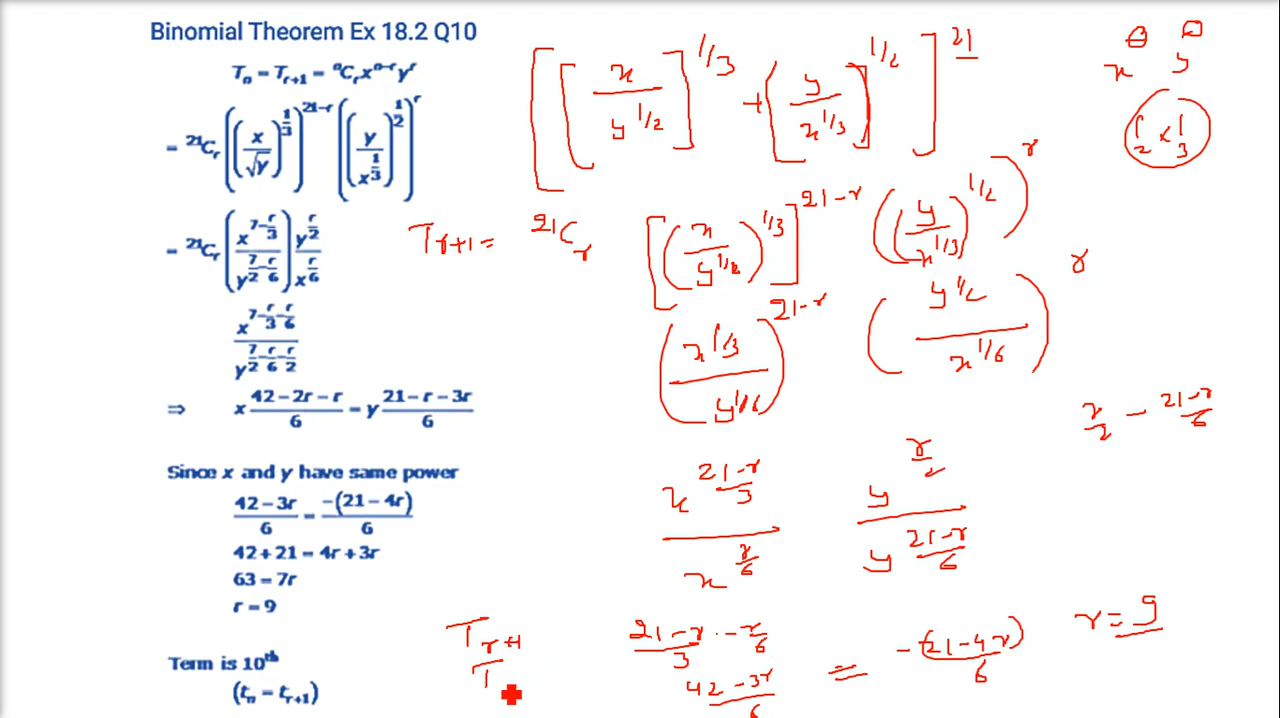 Binomial Theorem Ex 18.2 Q10
Tₙ = Tᵣ₊₁ = ⁿCᵣ xⁿ⁻ʳ yʳ
= ²¹Cᵣ ((x/√y)^(1/3))^(21-r) ((y/x^(1/3))^(1/2))^r
= ²¹Cᵣ (x^(7-r/3) / y^(7/2-r/6)) y^(r/2) / x^(r/6)
x^(7-r/3-r/6) / y^(7/2-r/6-r/2)
⇒ x (42-2r-r)/6 = y (21-r-3r)/6
Since x and y have same power
(42-3r)/6 = -(21-4r)/6
42+21 = 4r+3r
63 = 7r
r = 9
Term is 10th
(tₙ = tᵣ₊₁)
[[x/y^(1/2)]^(1/3) + [y/x^(1/3)]^(1/2)]^21
x y
(1/2 × 1/3)
Tᵣ₊₁ = ²¹Cᵣ [(x/y^(1/2))^(1/3)]^(21-r) ((y/x^(1/3))^(1/2))^r
(x^(1/3)/y^(1/6))^(21-r) (y^(1/2)/x^(1/6))^r
r/2 - (21-r)/6
x^((21-r)/3) / x^(r/6) y^(r/2) / y^((21-r)/6)
Tᵣ₊₁ (21-r)/3 - r/6 r = 9
T (42-3r)/6 = -(21-4r)/6